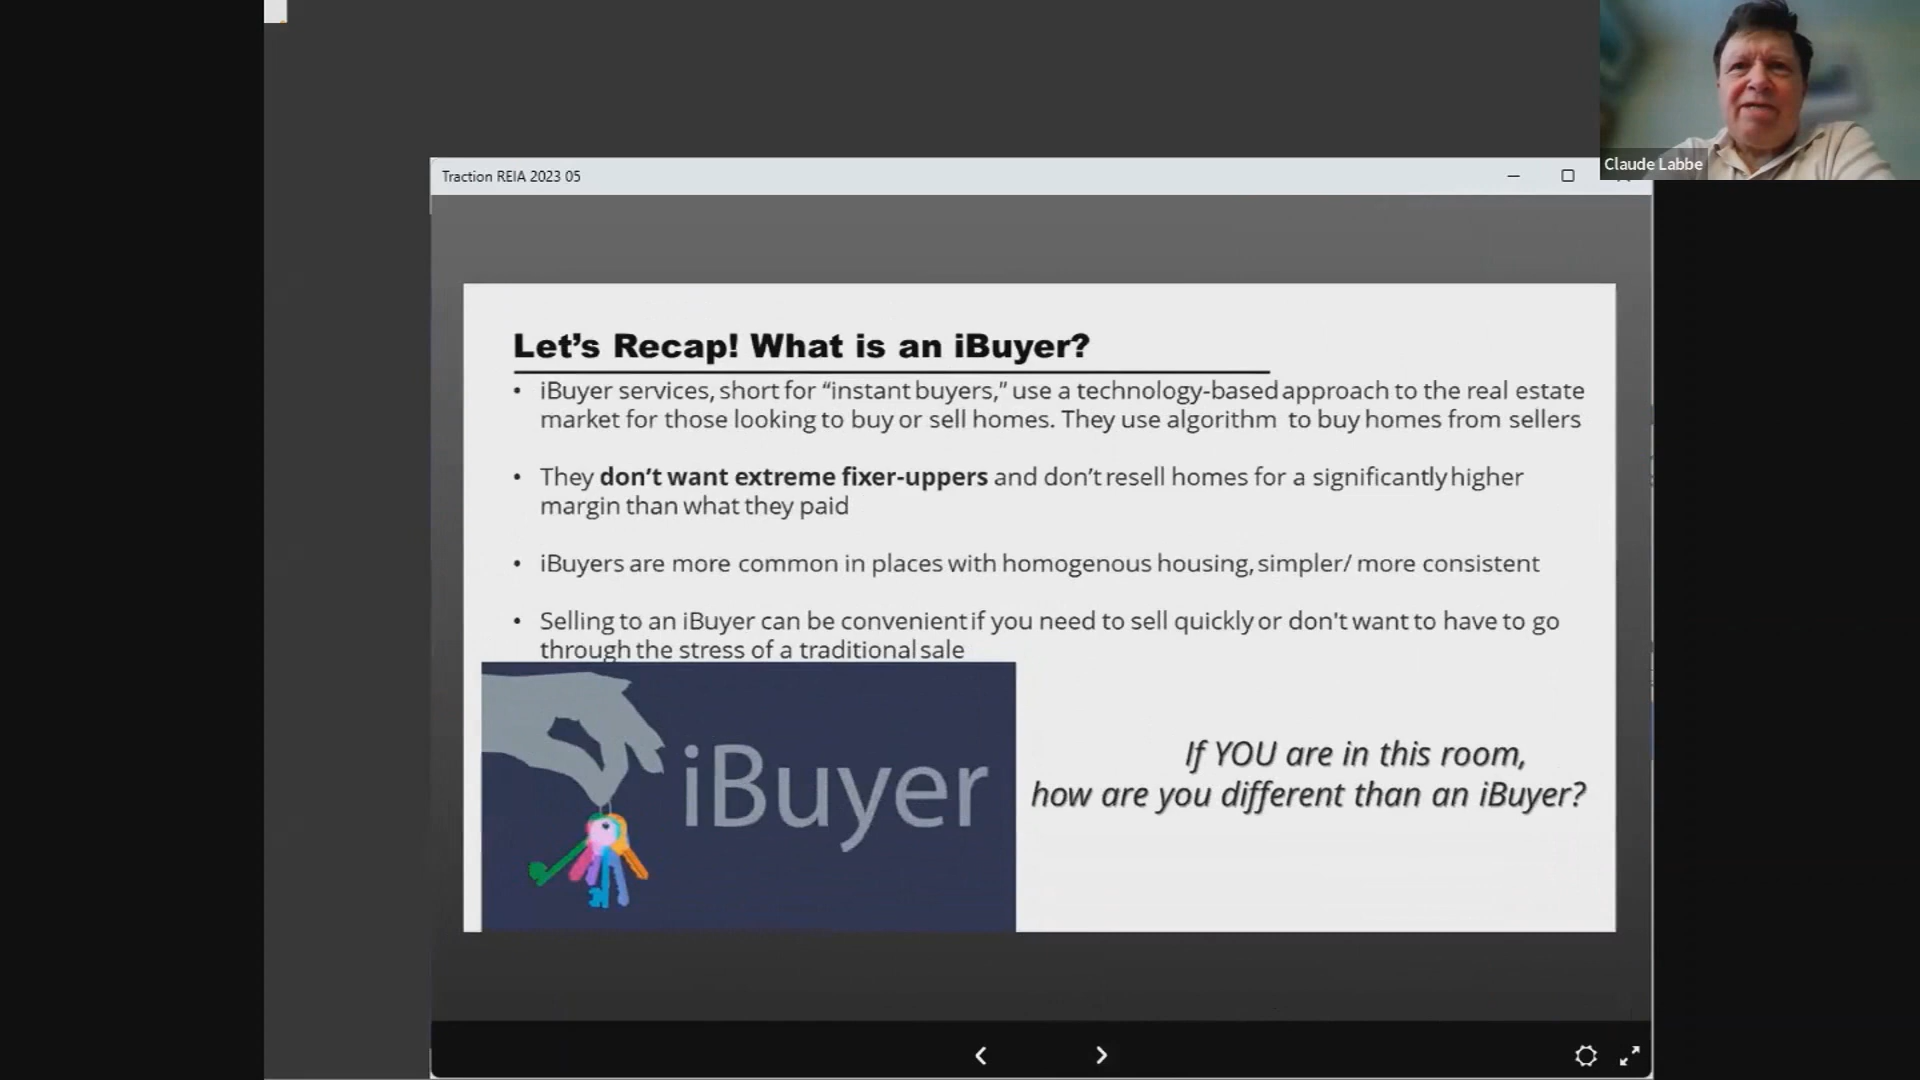 Claude Labbe
Traction REIA 2023 05
Let's Recap! What is an iBuyer?
• iBuyer services, short for “instant buyers,” use a technology-based approach to the real estate
market for those looking to buy or sell homes. They use algorithm to buy homes from sellers
• They don’t want extreme fixer-uppers and don’t resell homes for a significantly higher
margin than what they paid
• iBuyers are more common in places with homogenous housing, simpler/ more consistent
• Selling to an iBuyer can be convenient if you need to sell quickly or don't want to have to go
through the stress of a traditional sale
iBuyer
If YOU are in this room,
how are you different than an iBuyer?